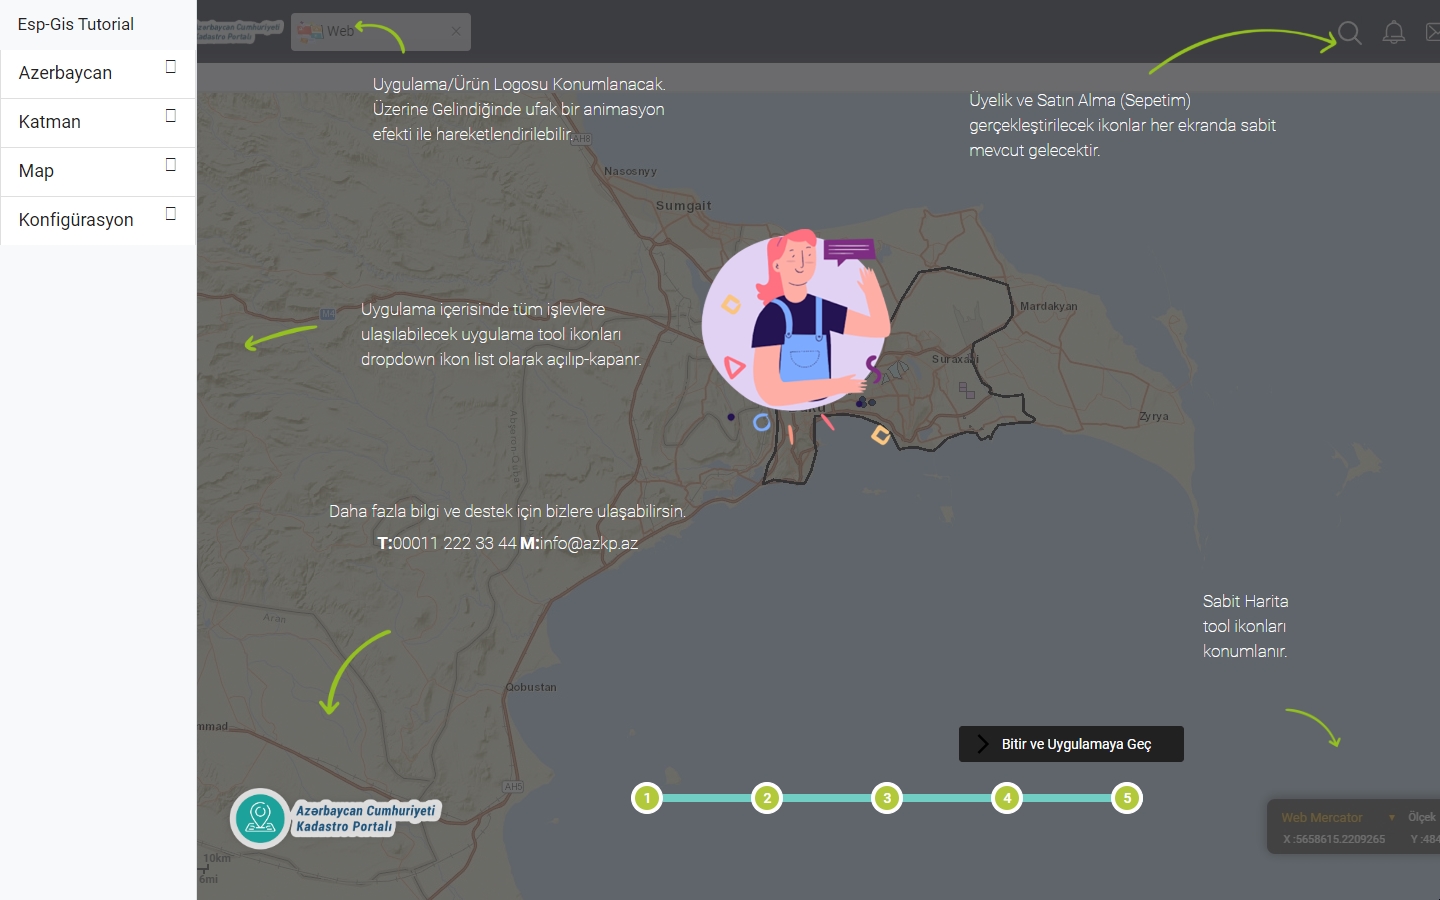 Esp-Gis Tutorial
Azerbaycan
Katman
Map
Konfigürasyon
Azerbaycan Cumhuriyeti
Kadastro Portalı
Web
Uygulama/Ürün Logosu Konumlanacak.
Üzerine Gelindiğinde ufak bir animasyon
efekti ile hareketlendirilebilir.
AH8
Üyelik ve Satın Alma (Sepetim)
gerçekleştirilecek ikonlar her ekranda sabit
mevcut gelecektir.
Nasosnyy
Sumgait
Mardakyan
Zyrya
Uygulama içerisinde tüm işlevlere
ulaşılabilecek uygulama tool ikonları
dropdown ikon list olarak açılıp-kapanır.
Daha fazla bilgi ve destek için bizlere ulaşabilirsin.
T:00011 222 33 44 M:info@azkp.az
Aran
Qobustan
Sabit Harita
tool ikonları
konumlanır.
Bitir ve Uygulamaya Geç
1 2 3 4 5
AH5
Azərbaycan Cumhuriyeti
Kadastro Portalı
10km
6mi
Web Mercator
Ölçek
X :5658615.2209265
Y :484